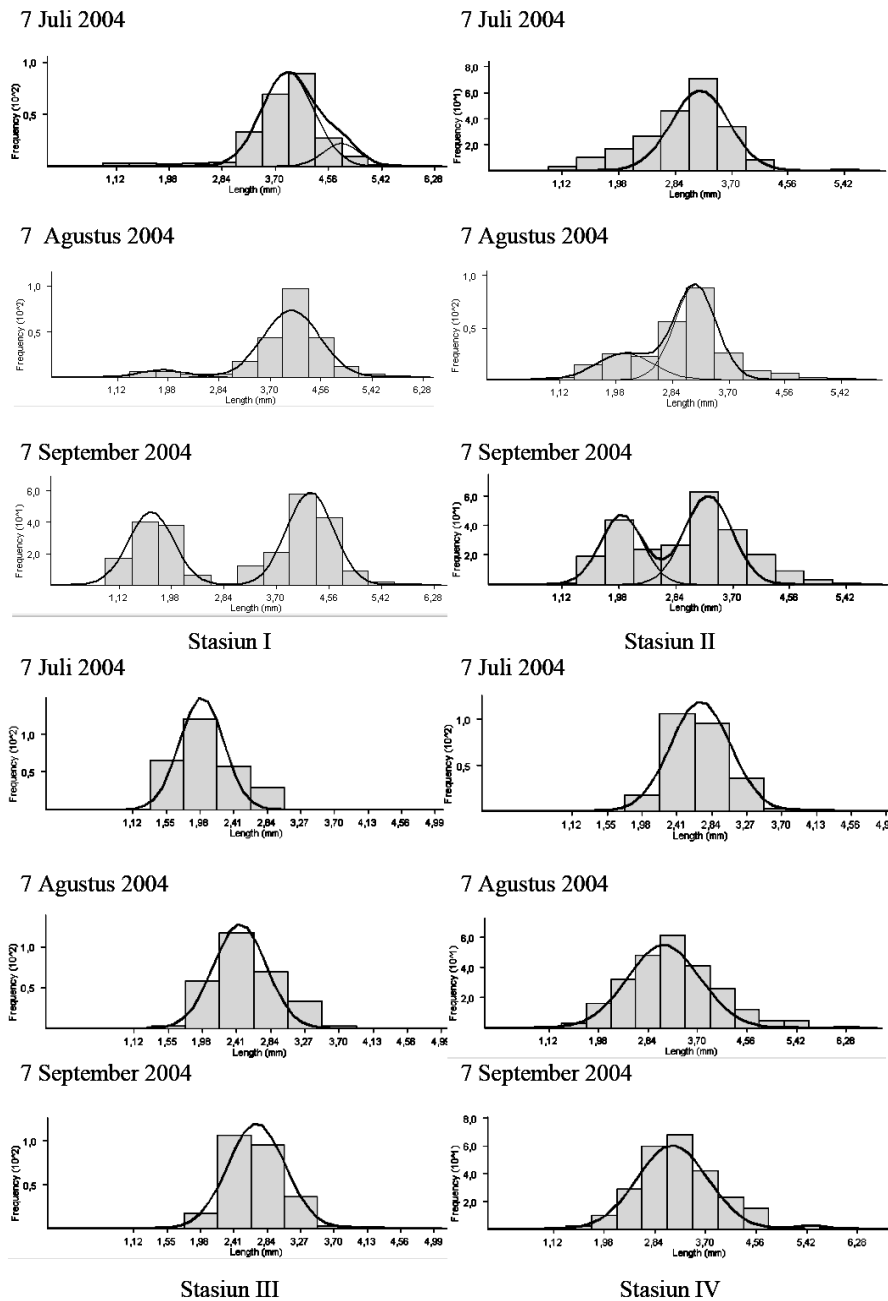 7 Juli 2004
Frequency (10^2)
1,0
0,5
1,12 1,98 2,84 3,70 4,56 5,42 6,28
Length (mm)
7 Juli 2004
Frequency (10^1)
8,0
6,0
4,0
2,0
1,12 1,98 2,84 3,70 4,56 5,42
Length (mm)
7 Agustus 2004
Frequency (10^2)
1,0
0,5
1,12 1,98 2,84 3,70 4,56 5,42 6,28
Length (mm)
7 Agustus 2004
Frequency (10^2)
1,0
0,5
1,12 1,98 2,84 3,70 4,56 5,42
Length (mm)
7 September 2004
Frequency (10^1)
6,0
4,0
2,0
1,12 1,98 2,84 3,70 4,56 5,42 6,28
Length (mm)
7 September 2004
Frequency (10^1)
6,0
4,0
2,0
1,12 1,98 2,84 3,70 4,56 5,42
Length (mm)
Stasiun I
Stasiun II
7 Juli 2004
Frequency (10^2)
1,0
0,5
1,12 1,55 1,98 2,41 2,84 3,27 3,70 4,13 4,56 4,99
Length (mm)
7 Juli 2004
Frequency (10^2)
1,0
0,5
1,12 1,55 1,98 2,41 2,84 3,27 3,70 4,13 4,56 4,9
Length (mm)
7 Agustus 2004
Frequency (10^2)
1,0
0,5
1,12 1,55 1,98 2,41 2,84 3,27 3,70 4,13 4,56 4,99
Length (mm)
7 Agustus 2004
Frequency (10^1)
6,0
4,0
2,0
1,12 1,98 2,84 3,70 4,56 5,42 6,28
Length (mm)
7 September 2004
Frequency (10^2)
1,0
0,5
1,12 1,55 1,98 2,41 2,84 3,27 3,70 4,13 4,56 4,99
Length (mm)
7 September 2004
Frequency (10^1)
8,0
6,0
4,0
2,0
0,0
1,12 1,98 2,84 3,70 4,56 5,42 6,28
Length (mm)
Stasiun III
Stasiun IV